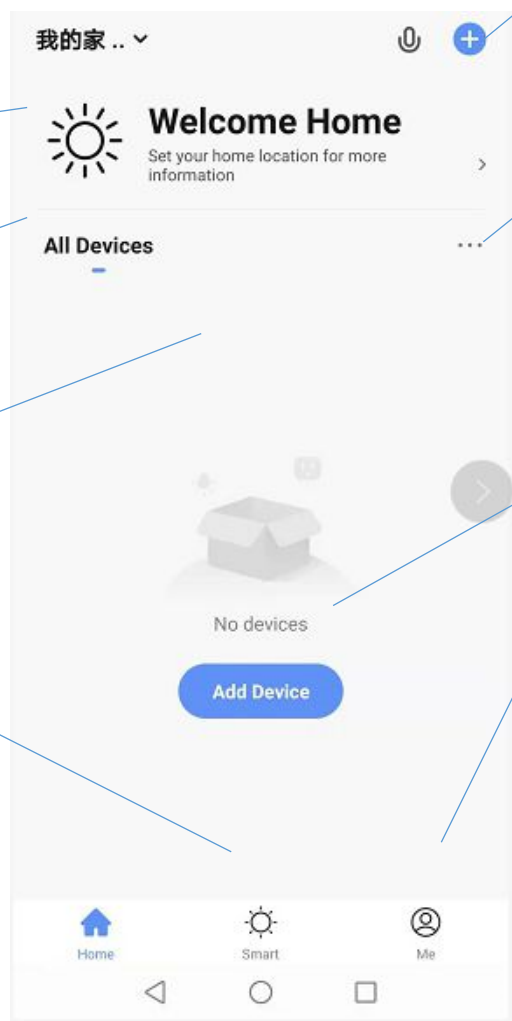 我的家 ..
Welcome Home
Set your home location for more
information
All Devices
No devices
Add Device
Home
Smart
Me